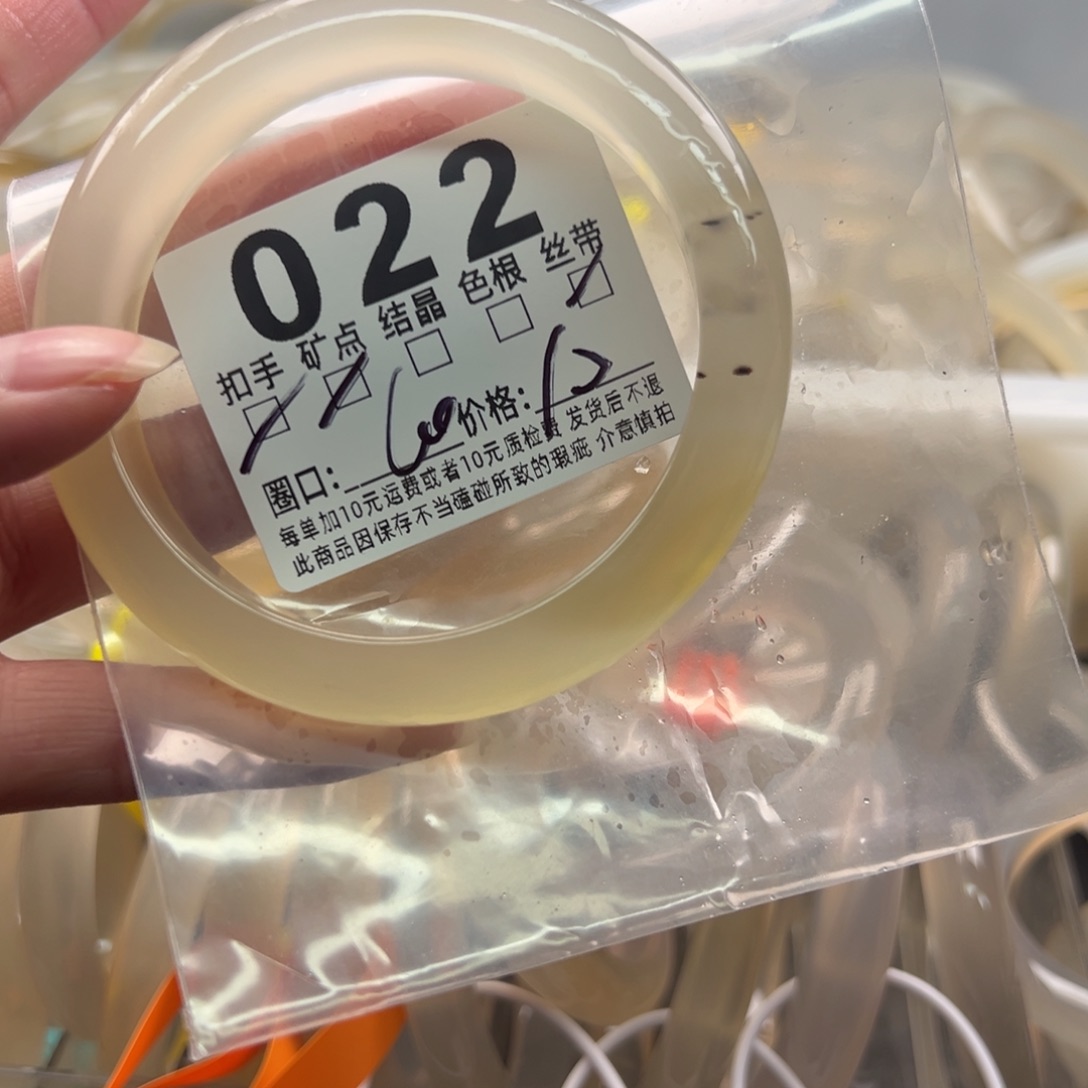 022
扣手 矿点 结晶 色根 丝带
圈口: 60 价格: 12
每单加10元运费或者10元质检费 发货后不退
此商品因保存不当磕碰所致的瑕疵 介意慎拍